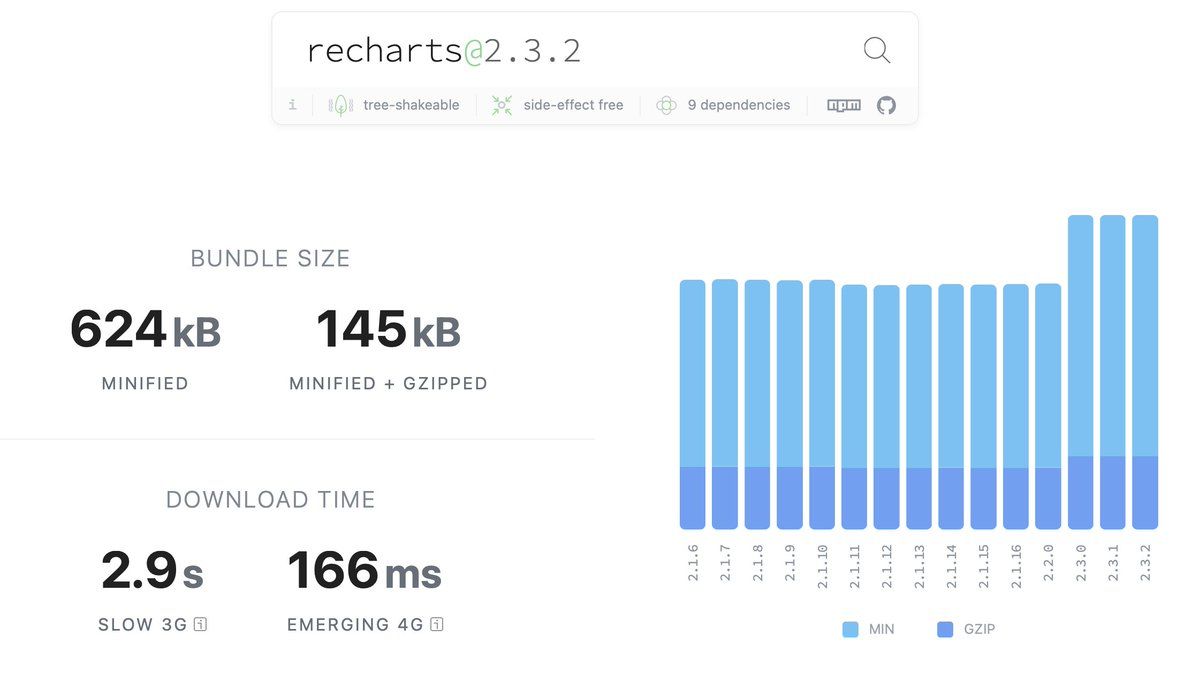 recharts@2.3.2
i tree-shakeable side-effect free 9 dependencies npm
BUNDLE SIZE
624 kB 145 kB
MINIFIED MINIFIED + GZIPPED
DOWNLOAD TIME
2.9 s 166 ms
SLOW 3G i EMERGING 4G i
2.1.6 2.1.7 2.1.8 2.1.9 2.1.10 2.1.11 2.1.12 2.1.13 2.1.14 2.1.15 2.1.16 2.2.0 2.3.0 2.3.1 2.3.2
MIN GZIP